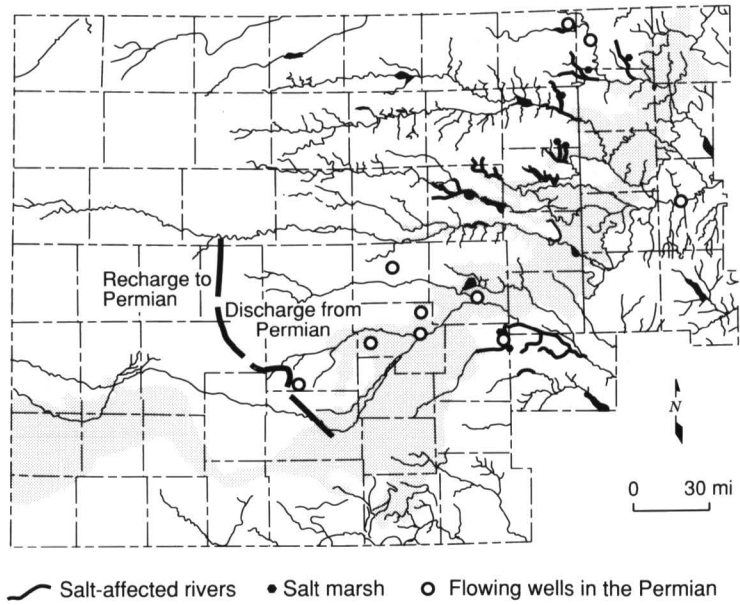 Recharge to
Permian
Discharge from
Permian
N
0 30 mi
Salt-affected rivers Salt marsh Flowing wells in the Permian